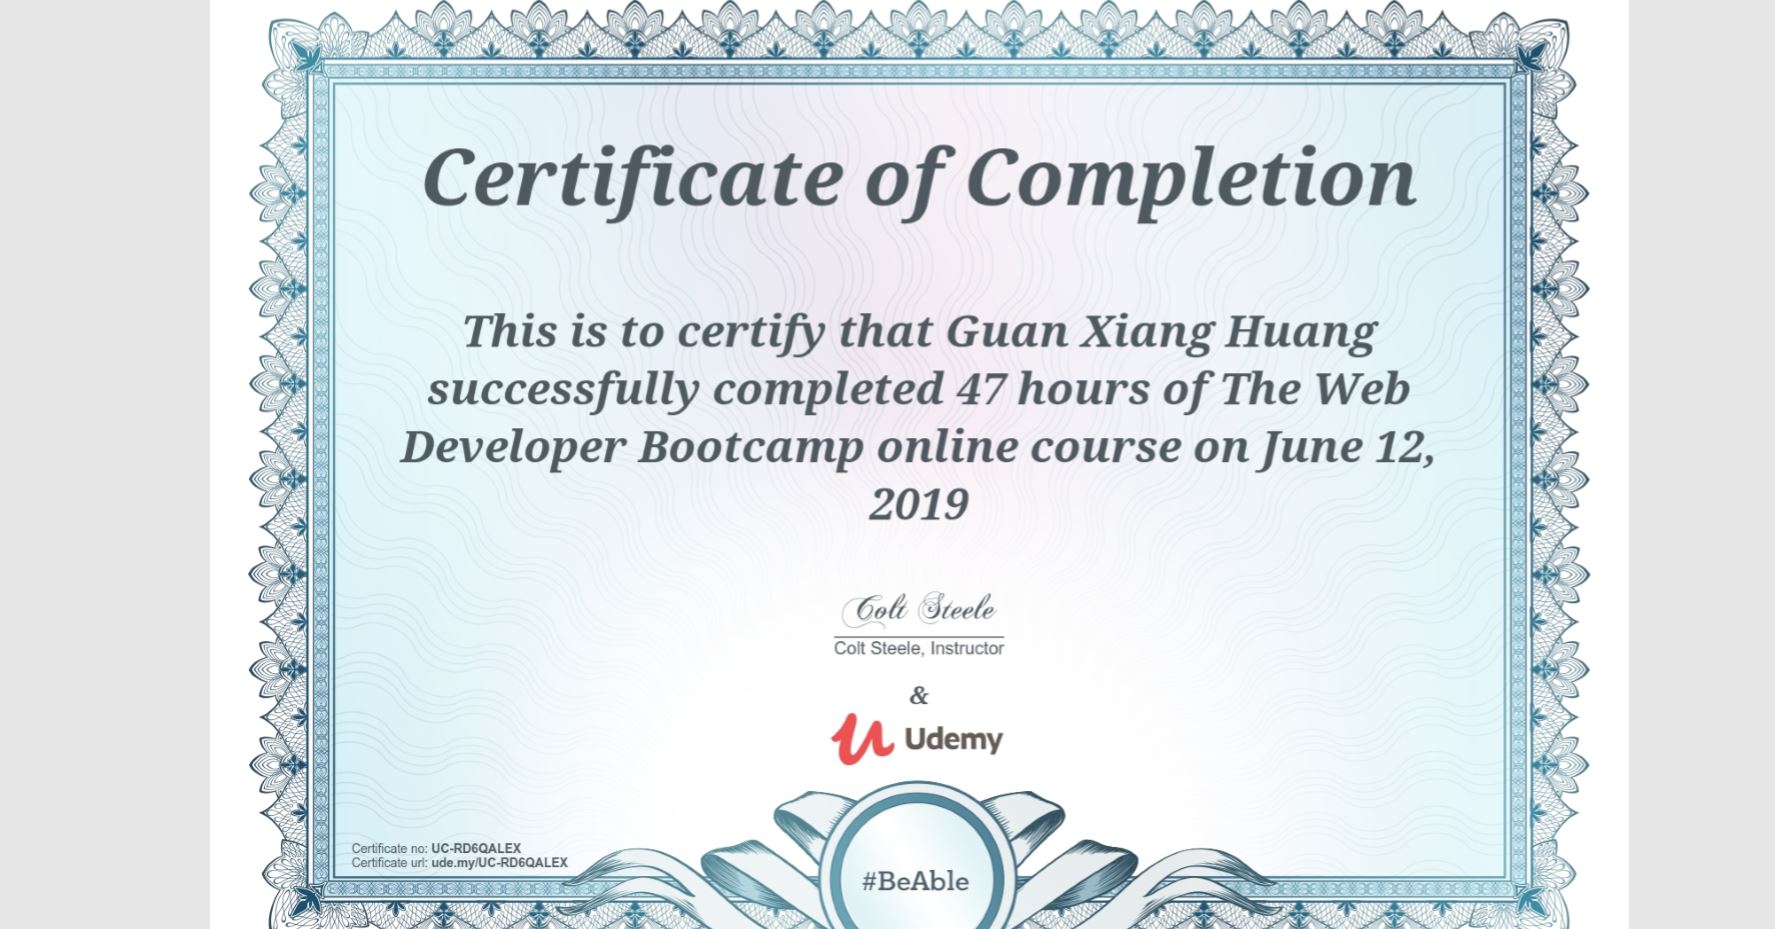 Certificate of Completion
This is to certify that Guan Xiang Huang
successfully completed 47 hours of The Web
Developer Bootcamp online course on June 12,
2019
Colt Steele
Colt Steele, Instructor
&
Udemy
Certificate no: UC-RD6QALEX
Certificate url: ude.my/UC-RD6QALEX
#BeAble